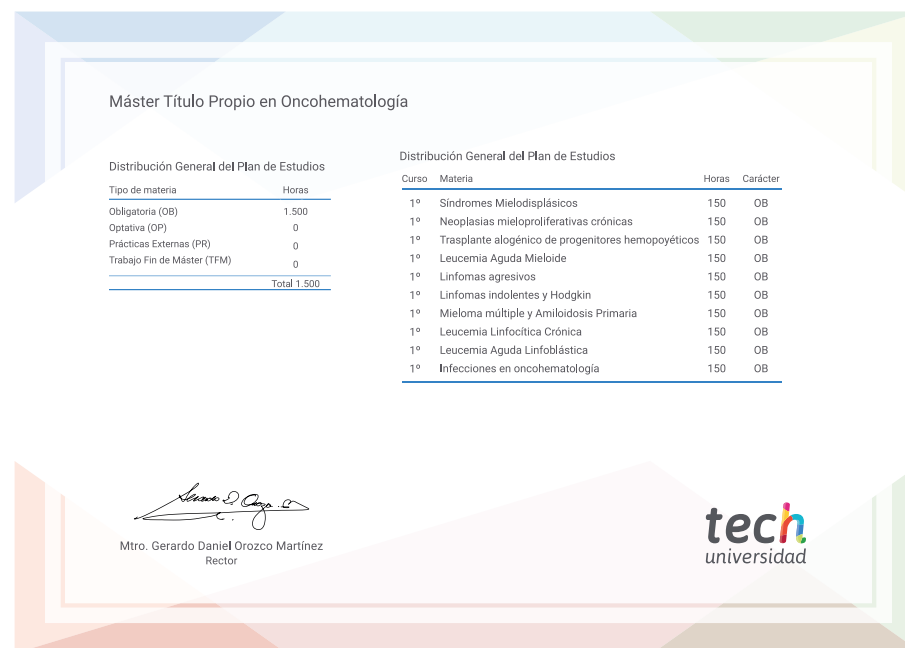 Máster Título Propio en Oncohematología
Distribución General del Plan de Estudios
Tipo de materia Horas
Obligatoria (OB) 1.500
Optativa (OP) 0
Prácticas Externas (PR) 0
Trabajo Fin de Máster (TFM) 0
Total 1.500
Distribución General del Plan de Estudios
Curso Materia Horas Carácter
1º Síndromes Mielodisplásicos 150 OB
1º Neoplasias mieloproliferativas crónicas 150 OB
1º Trasplante alogénico de progenitores hemopoyéticos 150 OB
1º Leucemia Aguda Mieloide 150 OB
1º Linfomas agresivos 150 OB
1º Linfomas indolentes y Hodgkin 150 OB
1º Mieloma múltiple y Amiloidosis Primaria 150 OB
1º Leucemia Linfocítica Crónica 150 OB
1º Leucemia Aguda Linfoblástica 150 OB
1º Infecciones en oncohematología 150 OB
Mtro. Gerardo Daniel Orozco Martínez
Rector
tech
universidad